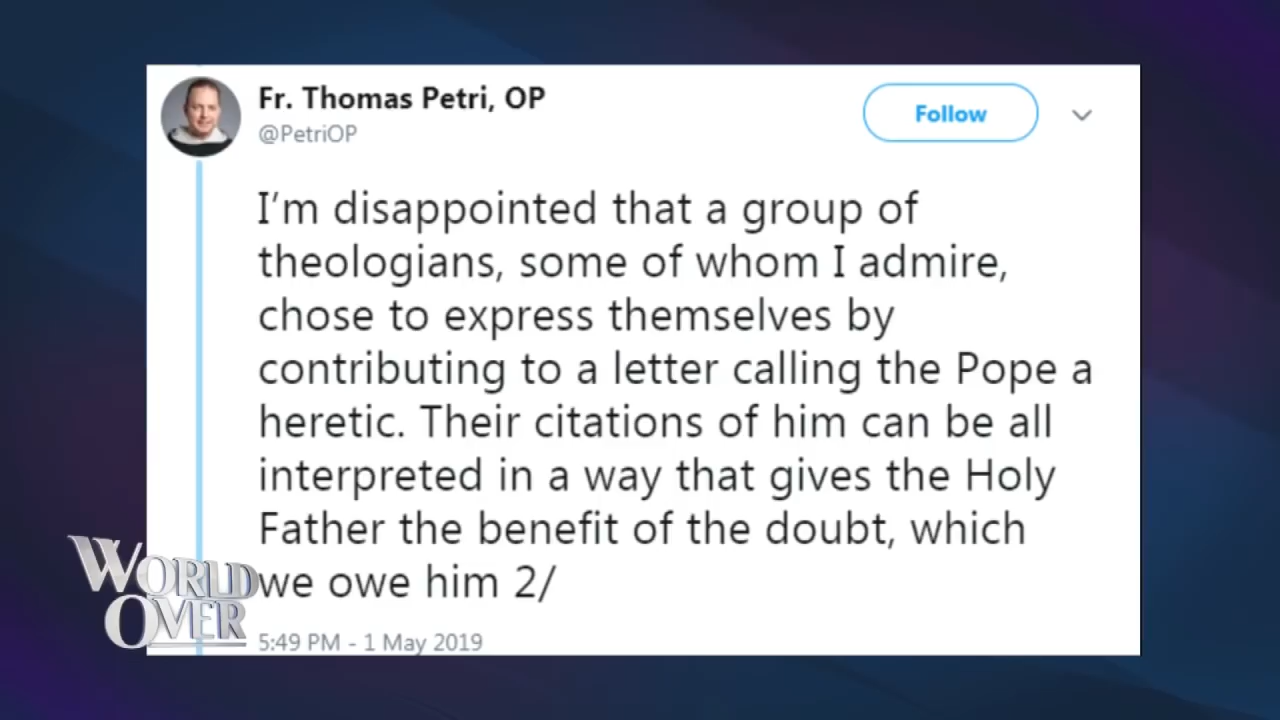 Fr. Thomas Petri, OP
@PetriOP
Follow
I'm disappointed that a group of
theologians, some of whom I admire,
chose to express themselves by
contributing to a letter calling the Pope a
heretic. Their citations of him can be all
interpreted in a way that gives the Holy
Father the benefit of the doubt, which
we owe him 2/
5:49 PM - 1 May 2019
WORLD
OVER